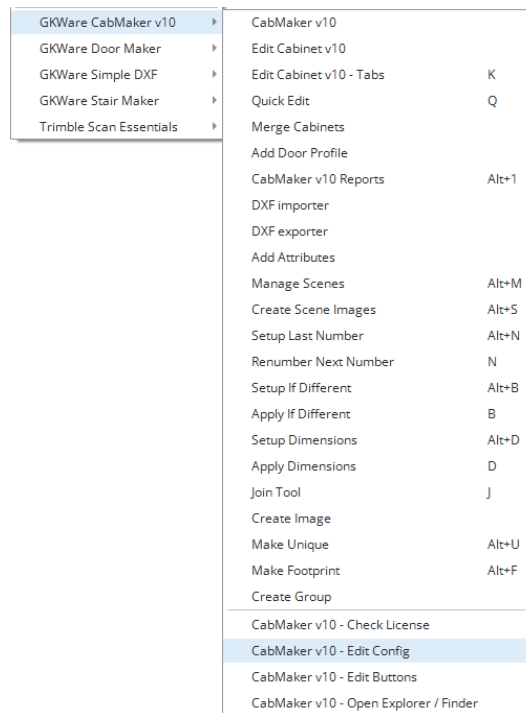 GKWare CabMaker v10
GKWare Door Maker
GKWare Simple DXF
GKWare Stair Maker
Trimble Scan Essentials
CabMaker v10
Edit Cabinet v10
Edit Cabinet v10 - Tabs K
Quick Edit Q
Merge Cabinets
Add Door Profile
CabMaker v10 Reports Alt+1
DXF importer
DXF exporter
Add Attributes
Manage Scenes Alt+M
Create Scene Images Alt+S
Setup Last Number Alt+N
Renumber Next Number N
Setup If Different Alt+B
Apply If Different B
Setup Dimensions Alt+D
Apply Dimensions D
Join Tool J
Create Image
Make Unique Alt+U
Make Footprint Alt+F
Create Group
CabMaker v10 - Check License
CabMaker v10 - Edit Config
CabMaker v10 - Edit Buttons
CabMaker v10 - Open Explorer / Finder